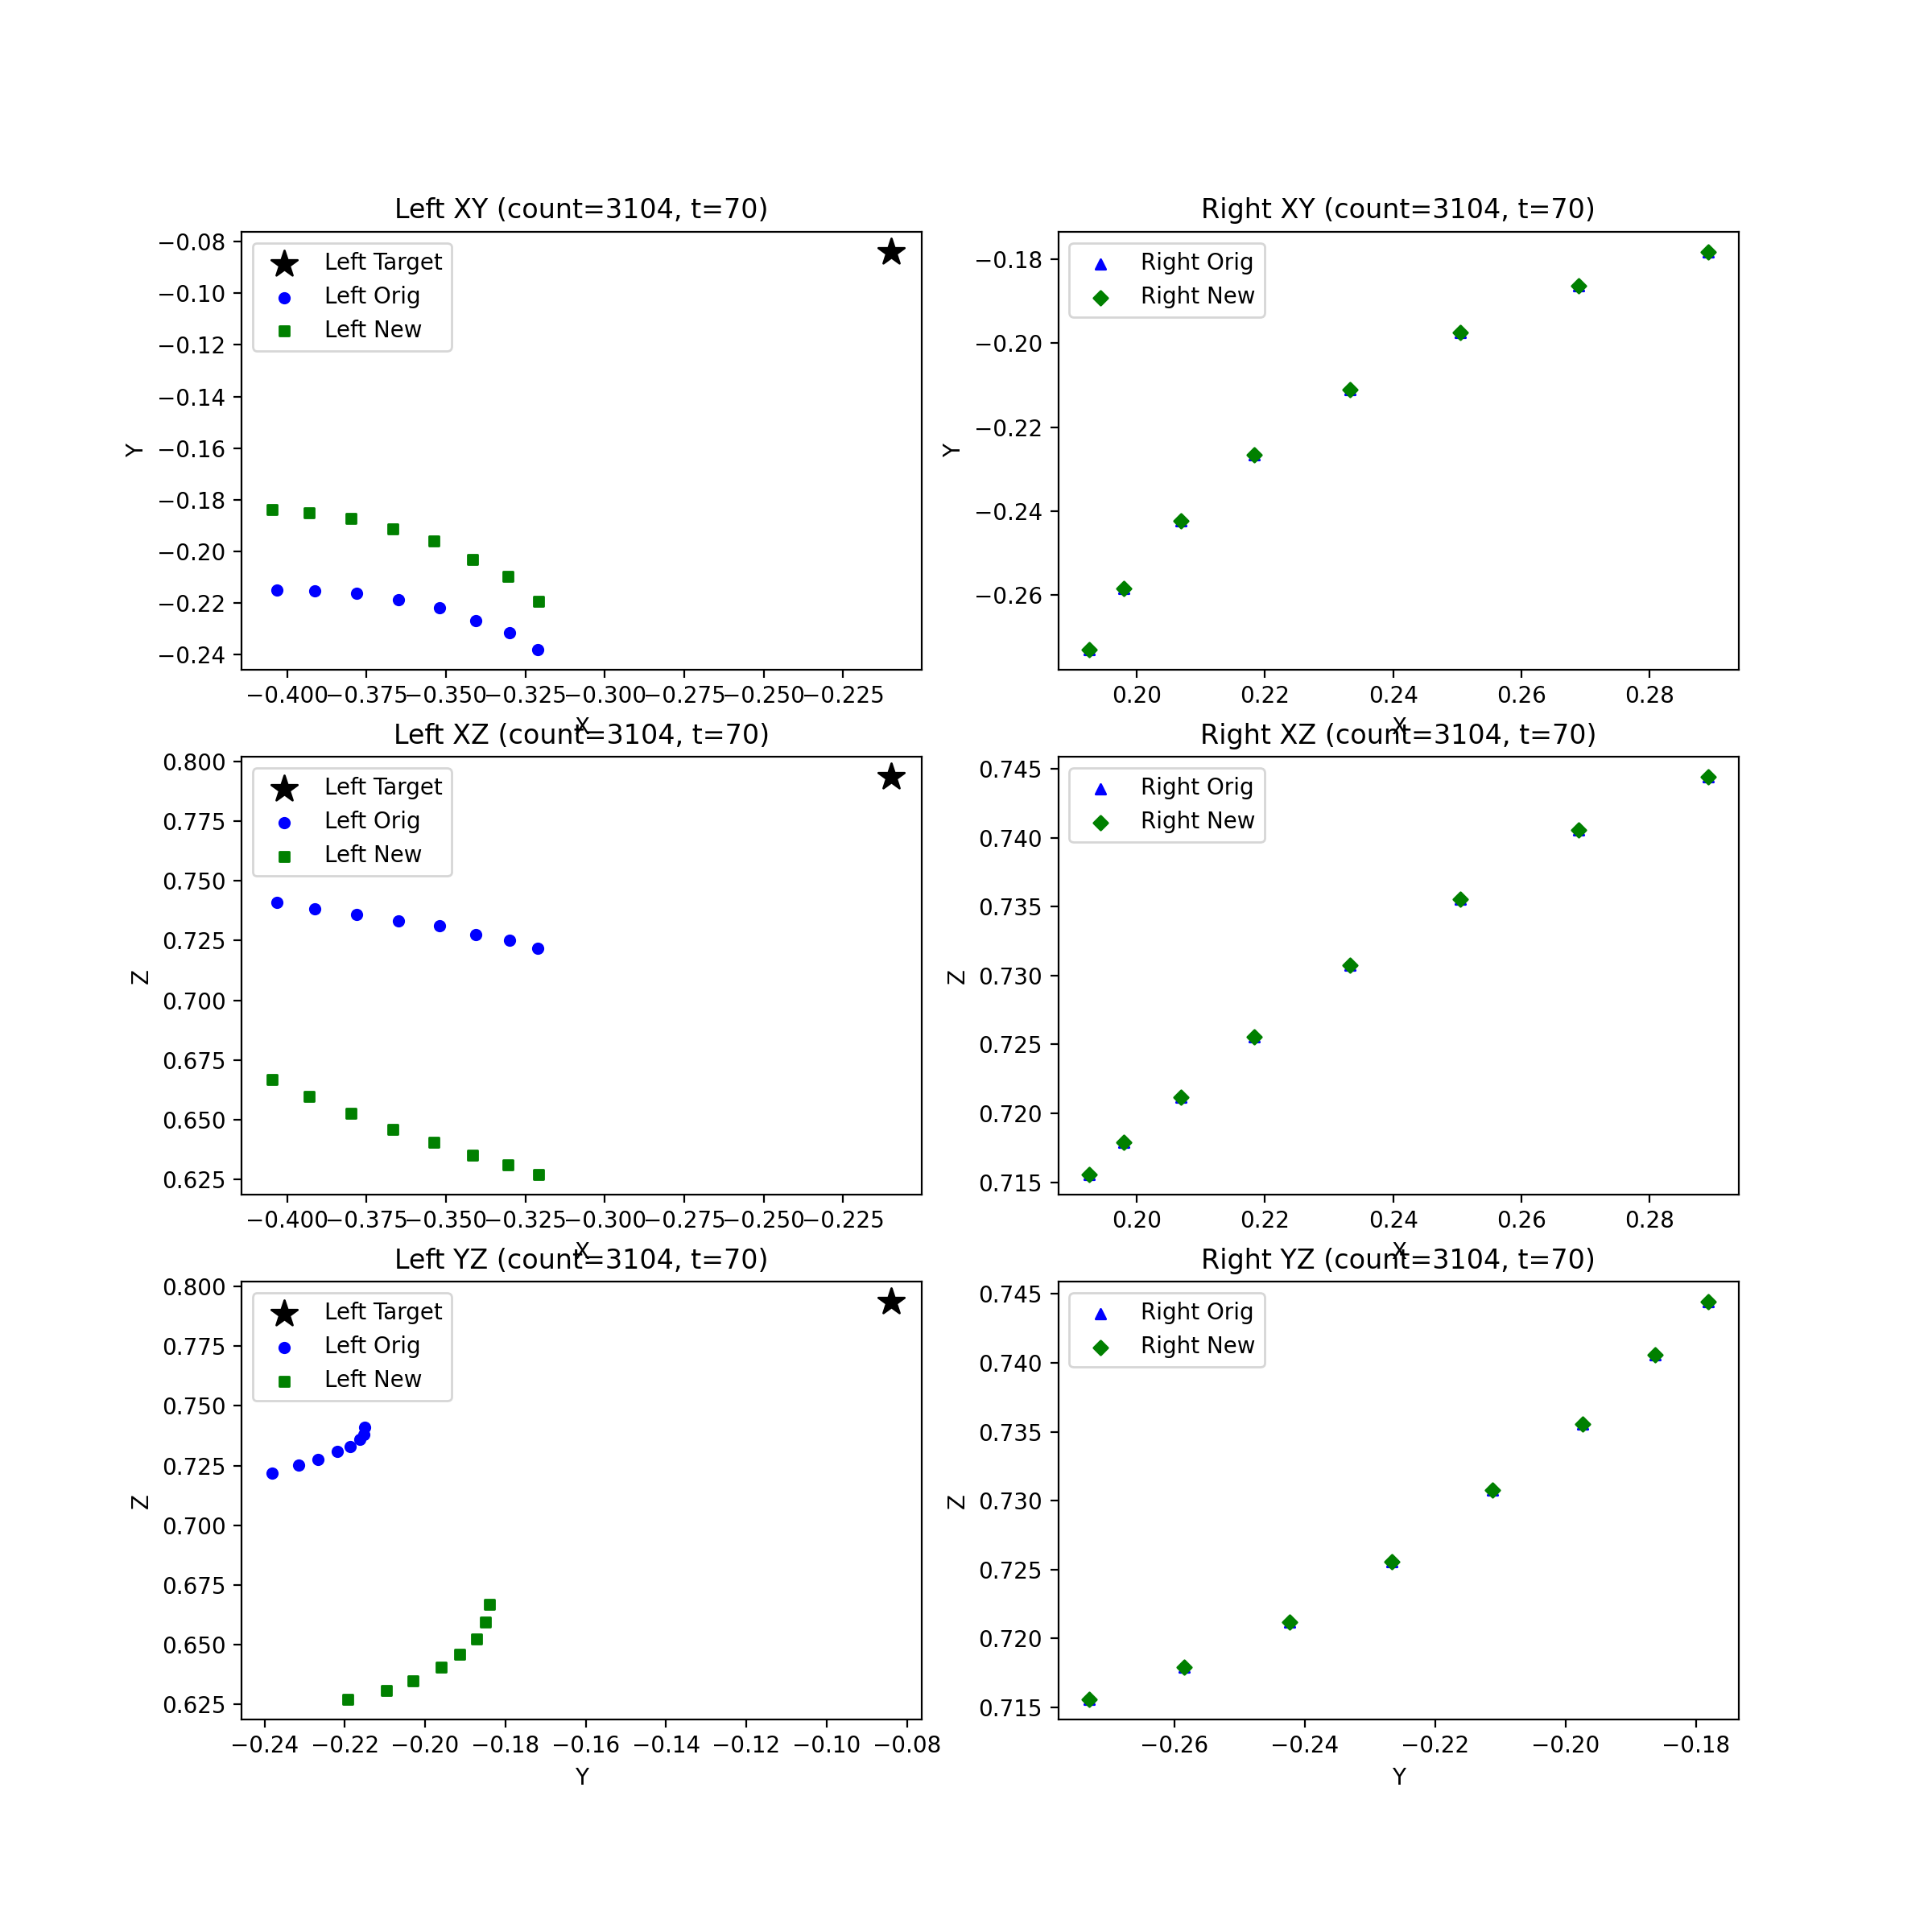 Left XY (count=3104, t=70)
Left Target
Left Orig
Left New
−0.08
−0.10
−0.12
−0.14
−0.16
−0.18
−0.20
−0.22
−0.24
Y
−0.400 −0.375 −0.350 −0.325 −0.300 −0.275 −0.250 −0.225
X
Right XY (count=3104, t=70)
Right Orig
Right New
−0.18
−0.20
−0.22
−0.24
−0.26
Y
0.20 0.22 0.24 0.26 0.28
X
Left XZ (count=3104, t=70)
Left Target
Left Orig
Left New
0.800
0.775
0.750
0.725
0.700
0.675
0.650
0.625
Z
−0.400 −0.375 −0.350 −0.325 −0.300 −0.275 −0.250 −0.225
X
Right XZ (count=3104, t=70)
Right Orig
Right New
0.745
0.740
0.735
0.730
0.725
0.720
0.715
Z
0.20 0.22 0.24 0.26 0.28
X
Left YZ (count=3104, t=70)
Left Target
Left Orig
Left New
0.800
0.775
0.750
0.725
0.700
0.675
0.650
0.625
Z
−0.24 −0.22 −0.20 −0.18 −0.16 −0.14 −0.12 −0.10 −0.08
Y
Right YZ (count=3104, t=70)
Right Orig
Right New
0.745
0.740
0.735
0.730
0.725
0.720
0.715
Z
−0.26 −0.24 −0.22 −0.20 −0.18
Y